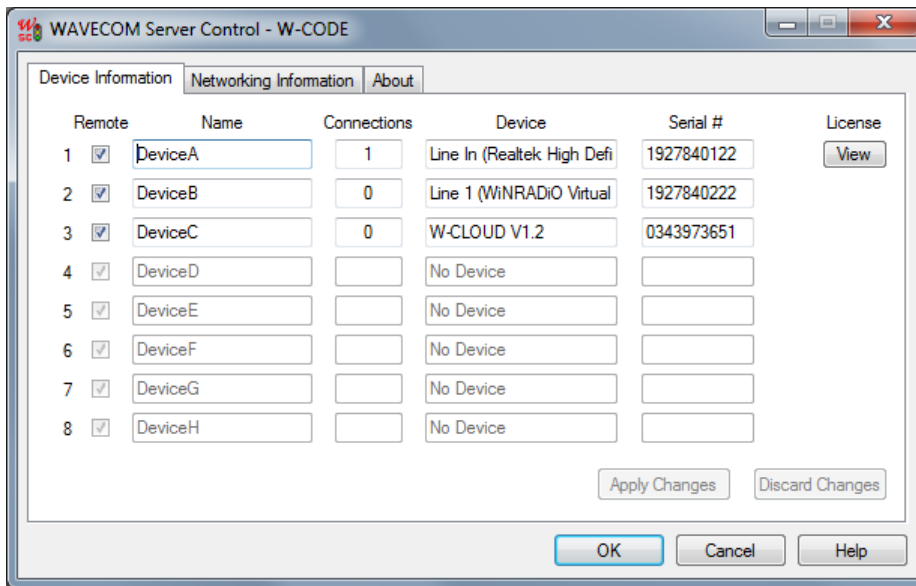 WAVECOM Server Control - W-CODE
Device Information Networking Information About
Remote Name Connections Device Serial # License
1 DeviceA 1 Line In (Realtek High Defi 1927840122 View
2 DeviceB 0 Line 1 (WiNRADiO Virtual 1927840222
3 DeviceC 0 W-CLOUD V1.2 0343973651
4 DeviceD No Device
5 DeviceE No Device
6 DeviceF No Device
7 DeviceG No Device
8 DeviceH No Device
Apply Changes Discard Changes
OK Cancel Help